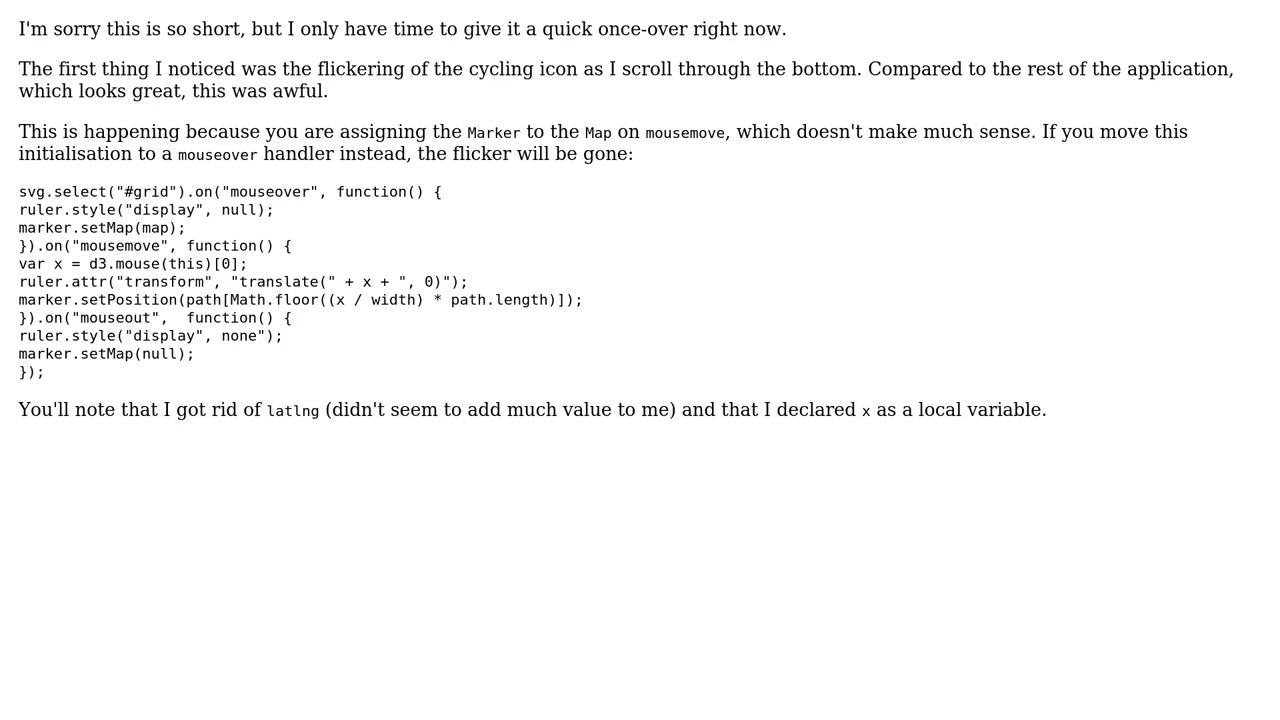 I'm sorry this is so short, but I only have time to give it a quick once-over right now.
The first thing I noticed was the flickering of the cycling icon as I scroll through the bottom. Compared to the rest of the application,
which looks great, this was awful.
This is happening because you are assigning the Marker to the Map on mousemove, which doesn't make much sense. If you move this
initialisation to a mouseover handler instead, the flicker will be gone:
svg.select("#grid").on("mouseover", function() {
ruler.style("display", null);
marker.setMap(map);
}).on("mousemove", function() {
var x = d3.mouse(this)[0];
ruler.attr("transform", "translate(" + x + ", 0)");
marker.setPosition(path[Math.floor((x / width) * path.length)]);
}).on("mouseout",  function() {
ruler.style("display", none");
marker.setMap(null);
});
You'll note that I got rid of latlng (didn't seem to add much value to me) and that I declared x as a local variable.